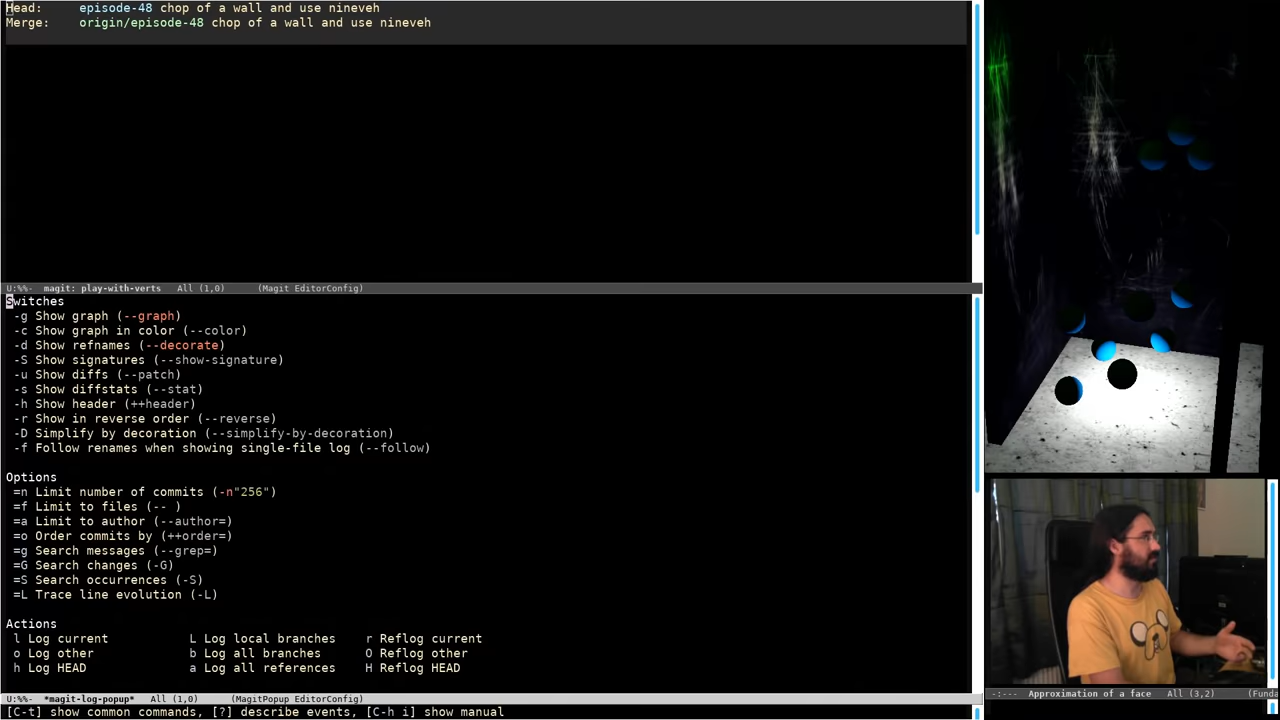 Head:     episode-48 chop of a wall and use nineveh
Merge:    origin/episode-48 chop of a wall and use nineveh
U:%%-  magit: play-with-verts   All (1,0)     (Magit EditorConfig)
Switches
-g Show graph (--graph)
-c Show graph in color (--color)
-d Show refnames (--decorate)
-S Show signatures (--show-signature)
-u Show diffs (--patch)
-s Show diffstats (--stat)
-h Show header (++header)
-r Show in reverse order (--reverse)
-D Simplify by decoration (--simplify-by-decoration)
-f Follow renames when showing single-file log (--follow)
Options
=n Limit number of commits (-n"256")
=f Limit to files (-- )
=a Limit to author (--author=)
=o Order commits by (++order=)
=g Search messages (--grep=)
=G Search changes (-G)
=S Search occurrences (-S)
=L Trace line evolution (-L)
Actions
l Log current           L Log local branches    r Reflog current
o Log other             b Log all branches      O Reflog other
h Log HEAD              a Log all references    H Reflog HEAD
U:%%-  *magit-log-popup*   All (1,0)     (MagitPopup EditorConfig)
-:---  Approximation of a face   All (3,2)     (Funda
[C-t] show common commands, [?] describe events, [C-h i] show manual